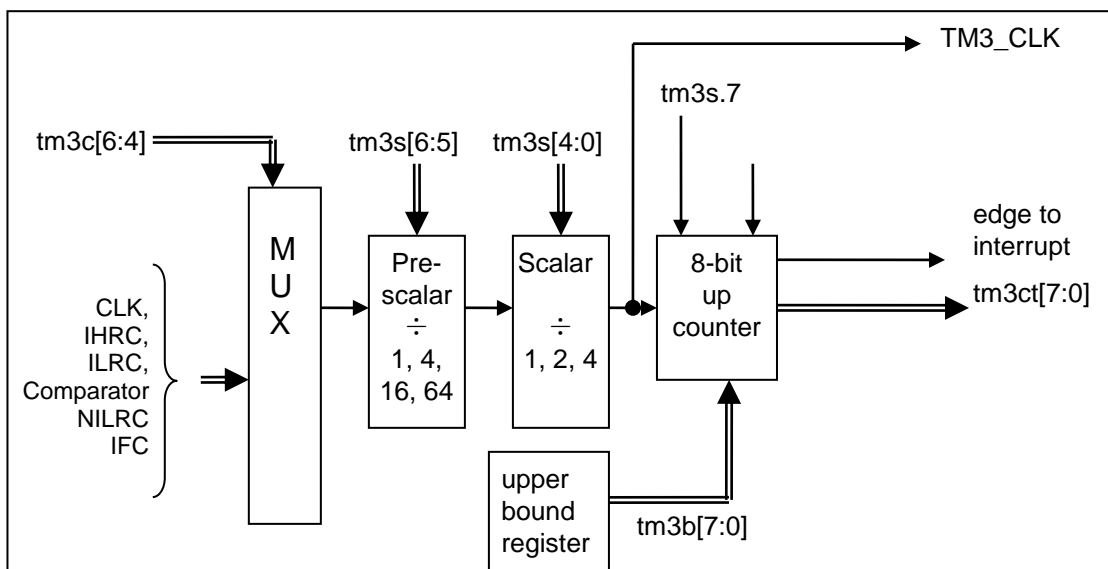 TM3_CLK
tm3s.7
tm3c[6:4]
tm3s[6:5]
tm3s[4:0]
M
U
X
CLK,
IHRC,
ILRC,
Comparator
NILRC
IFC
Pre-
scalar
÷
1, 4,
16, 64
Scalar
÷
1, 2, 4
8-bit
up
counter
edge to
interrupt
tm3ct[7:0]
upper
bound
register
tm3b[7:0]